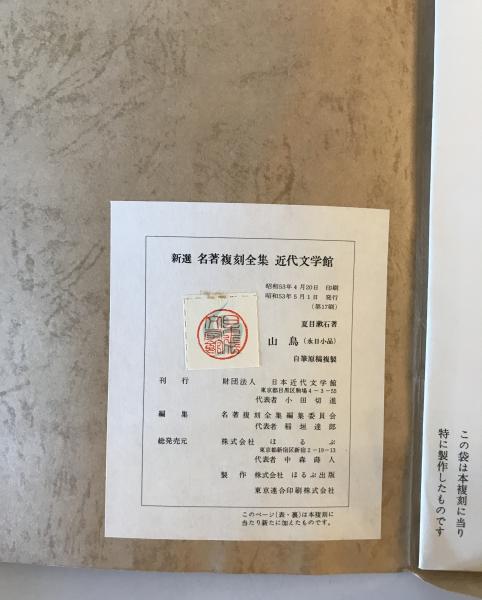 新選 名著複刻全集 近代文学館
昭和53年4月20日 印刷
昭和53年5月1日 発行
(第17刷)
夏目漱石著
山鳥(永日小品)
自筆原稿複製
刊行 財団法人 日本近代文学館
東京都目黒区駒場4-3-55
代表者 小田切進
編集 名著複刻全集編集委員会
代表者 稲垣達郎
総発売元 株式会社 ほるぷ
東京都新宿区新宿2-19-13
代表者 中森蒔人
製作 株式会社 ほるぷ出版
東京連合印刷株式会社
このページ(表・裏)は本複刻に
当たり新たに加えたものです。
この袋は本複刻に当り
特に製作したものです